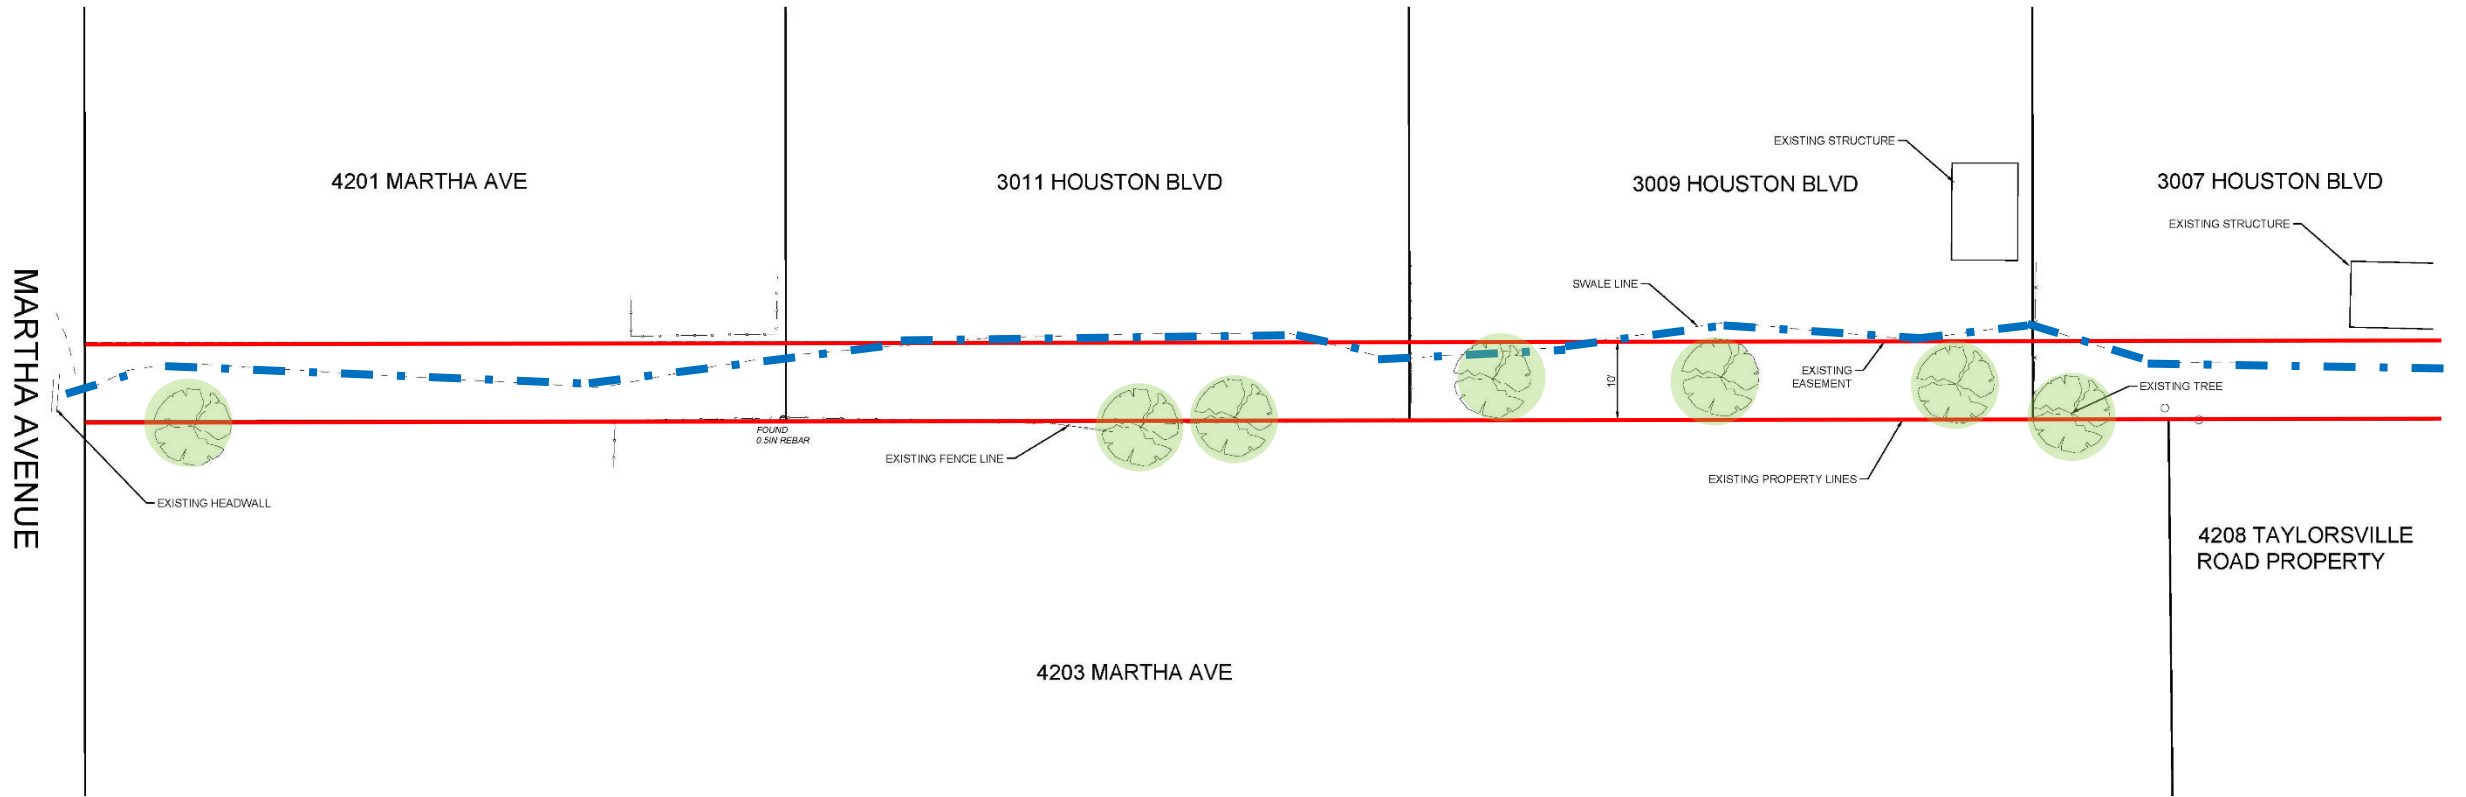 MARTHA AVENUE
4201 MARTHA AVE
3011 HOUSTON BLVD
3009 HOUSTON BLVD
3007 HOUSTON BLVD
EXISTING STRUCTURE
EXISTING STRUCTURE
SWALE LINE
EXISTING
EASEMENT
10'
EXISTING TREE
FOUND
0.5IN REBAR
EXISTING FENCE LINE
EXISTING PROPERTY LINES
EXISTING HEADWALL
4208 TAYLORSVILLE
ROAD PROPERTY
4203 MARTHA AVE